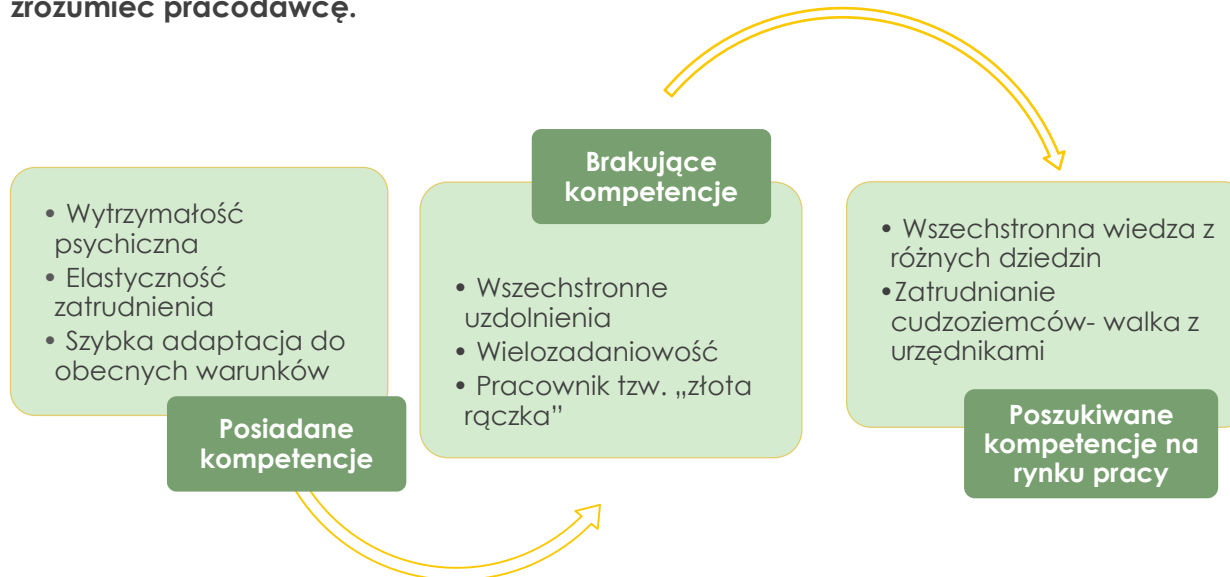 zrozumieć pracodawcę.
• Wytrzymałość
psychiczna
• Elastyczność
zatrudnienia
• Szybka adaptacja do
obecnych warunków
Posiadane
kompetencje
Brakujące
kompetencje
• Wszechstronne
uzdolnienia
• Wielozadaniowość
• Pracownik tzw. „złota
rączka”
• Wszechstronna wiedza z
różnych dziedzin
•Zatrudnianie
cudzoziemców- walka z
urzędnikami
Poszukiwane
kompetencje na
rynku pracy